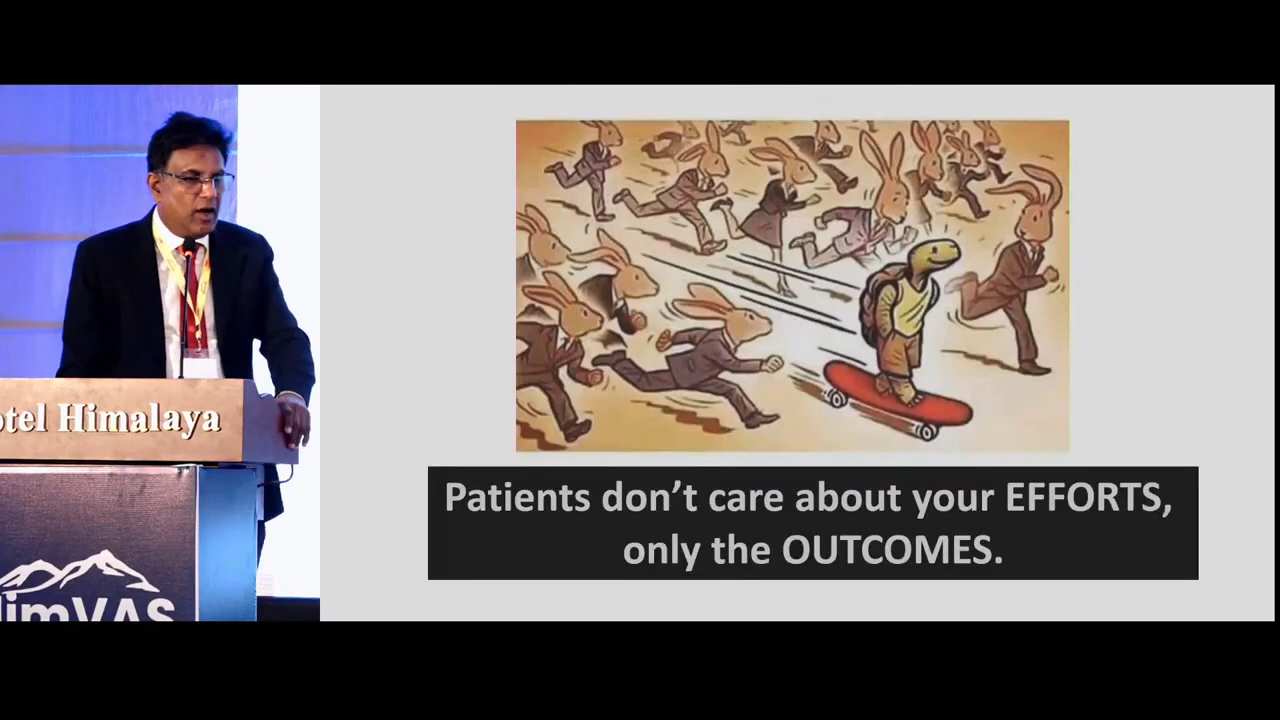 otel Himalaya
Patients don't care about your EFFORTS,
only the OUTCOMES.